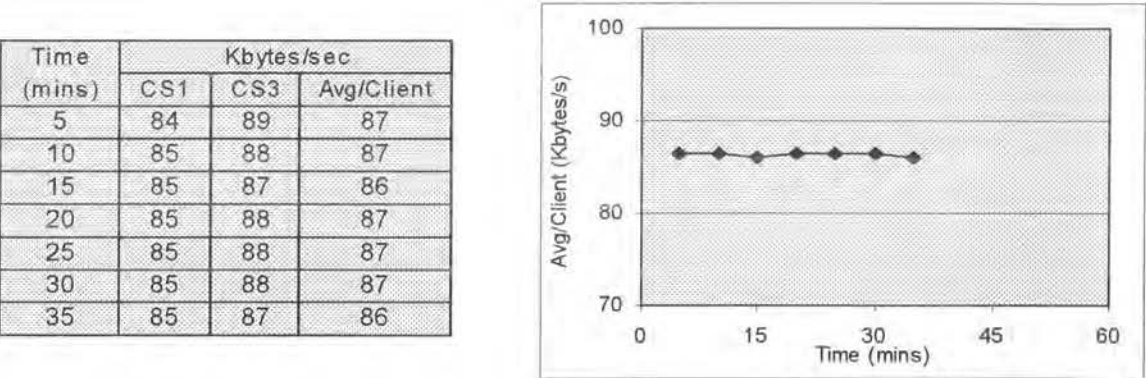 Time Kbytes/sec
(mins) CS1 CS3 Avg/Client
5 84 89 87
10 85 88 87
15 85 87 86
20 85 88 87
25 85 88 87
30 85 88 87
35 85 87 86
100
90
80
70
Avg/Client (Kbytes/s)
0 15 30 45 60
Time (mins)